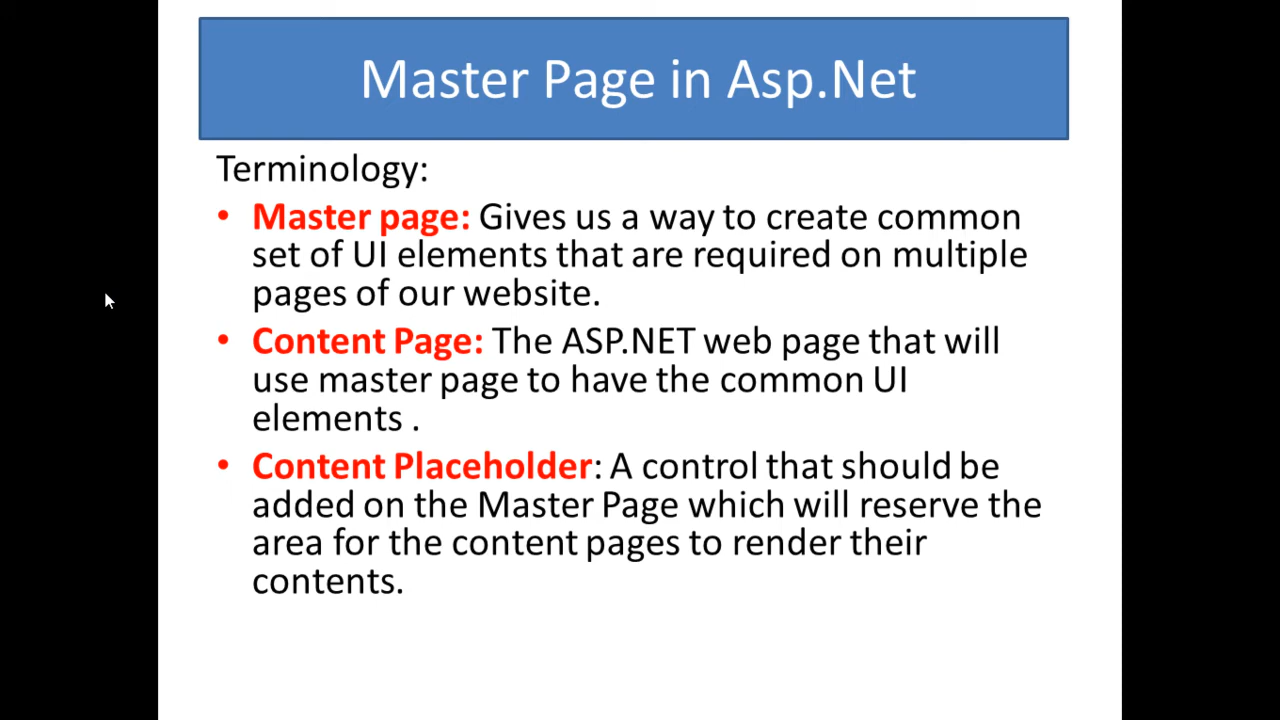 Master Page in Asp.Net
Terminology:
• Master page: Gives us a way to create common
set of UI elements that are required on multiple
pages of our website.
• Content Page: The ASP.NET web page that will
use master page to have the common UI
elements .
• Content Placeholder: A control that should be
added on the Master Page which will reserve the
area for the content pages to render their
contents.